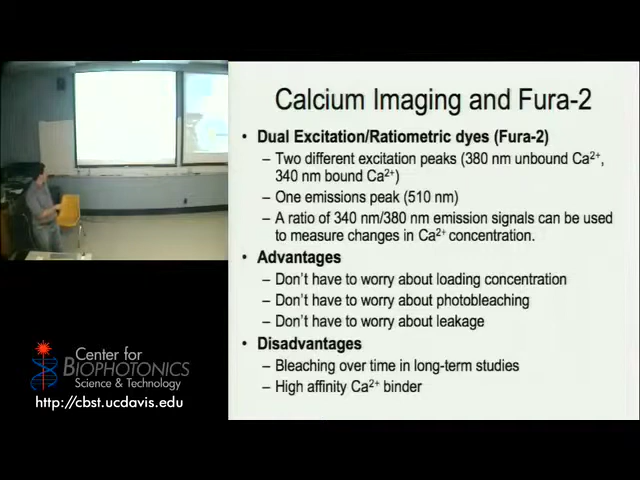 Calcium Imaging and Fura-2
• Dual Excitation/Ratiometric dyes (Fura-2)
– Two different excitation peaks (380 nm unbound Ca²⁺,
340 nm bound Ca²⁺)
– One emissions peak (510 nm)
– A ratio of 340 nm/380 nm emission signals can be used
to measure changes in Ca²⁺ concentration.
• Advantages
– Don't have to worry about loading concentration
– Don't have to worry about photobleaching
– Don't have to worry about leakage
• Disadvantages
– Bleaching over time in long-term studies
– High affinity Ca²⁺ binder
Center for
BIOPHOTONICS
Science & Technology
http://cbst.ucdavis.edu